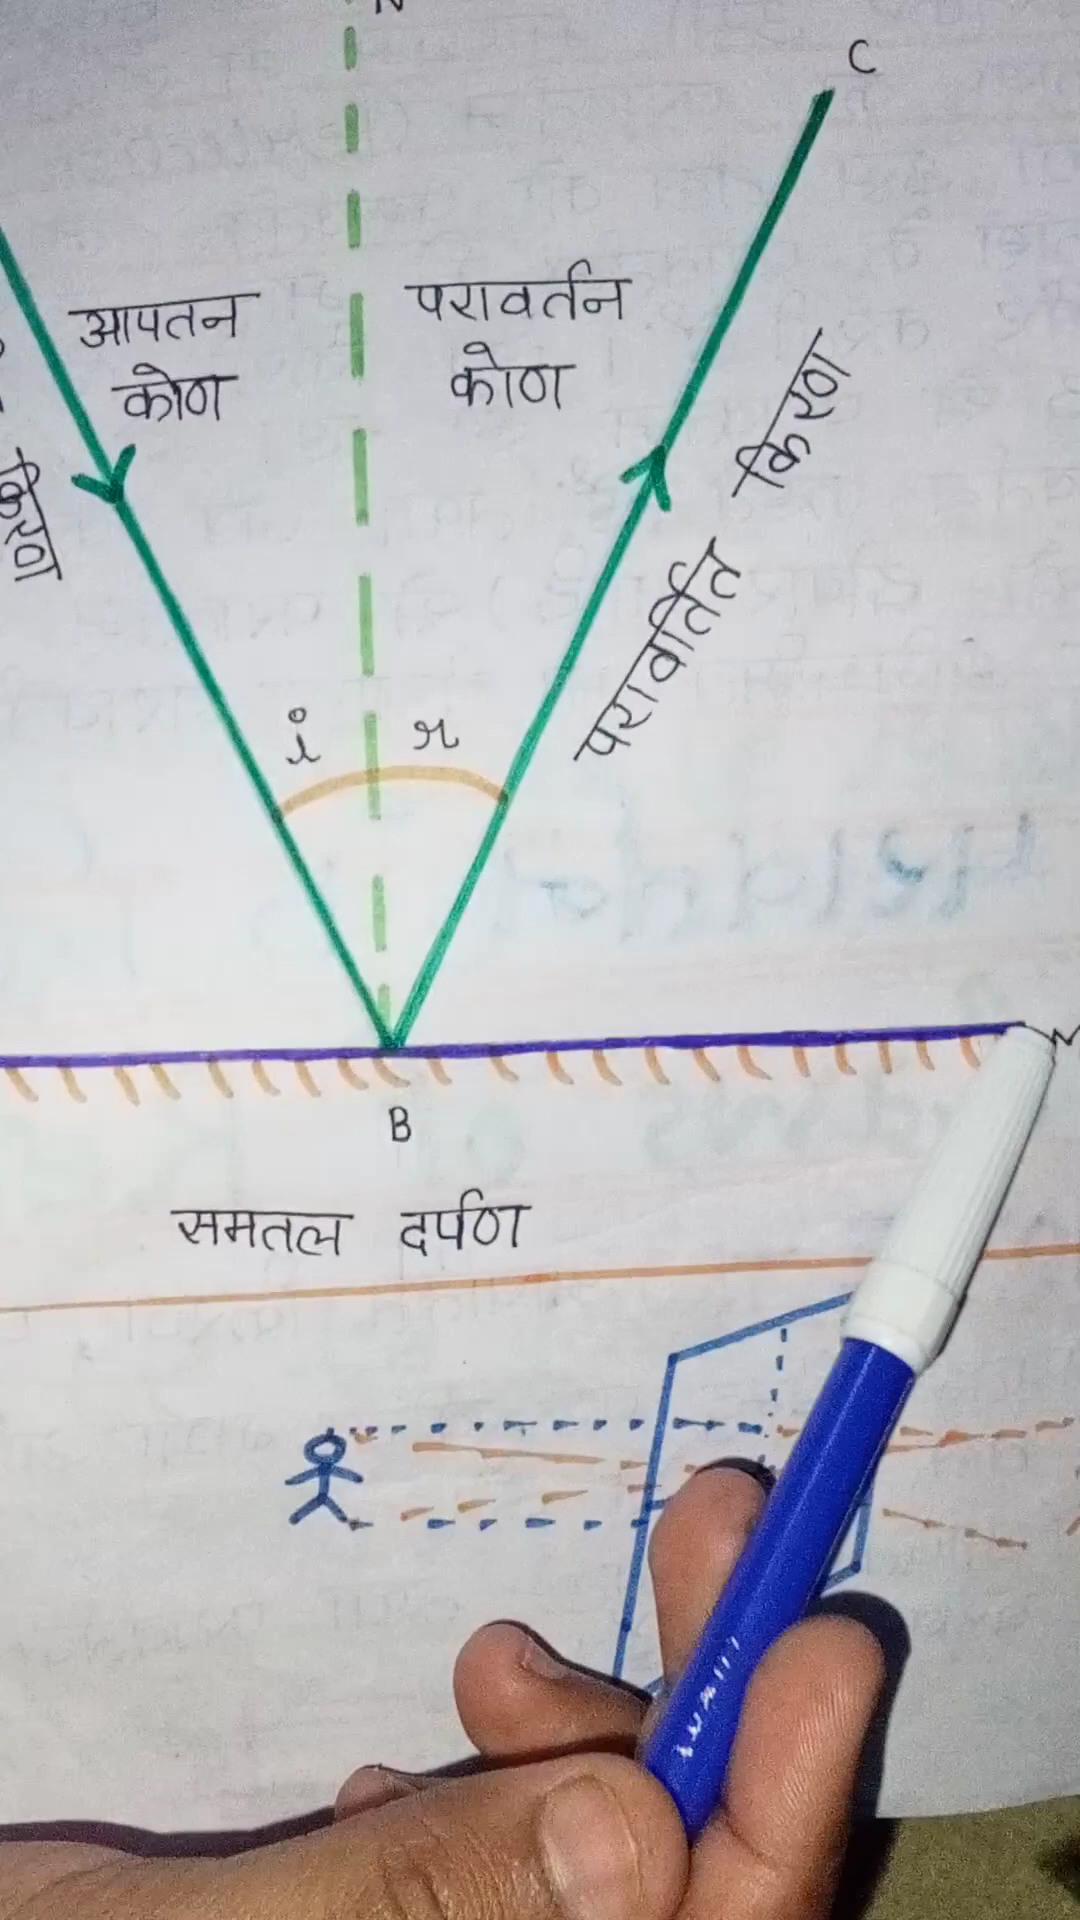 N
C
आपतन
कोण
परावर्तन
कोण
किरण
परावर्तित किरण
i
r
B
समतल दर्पण